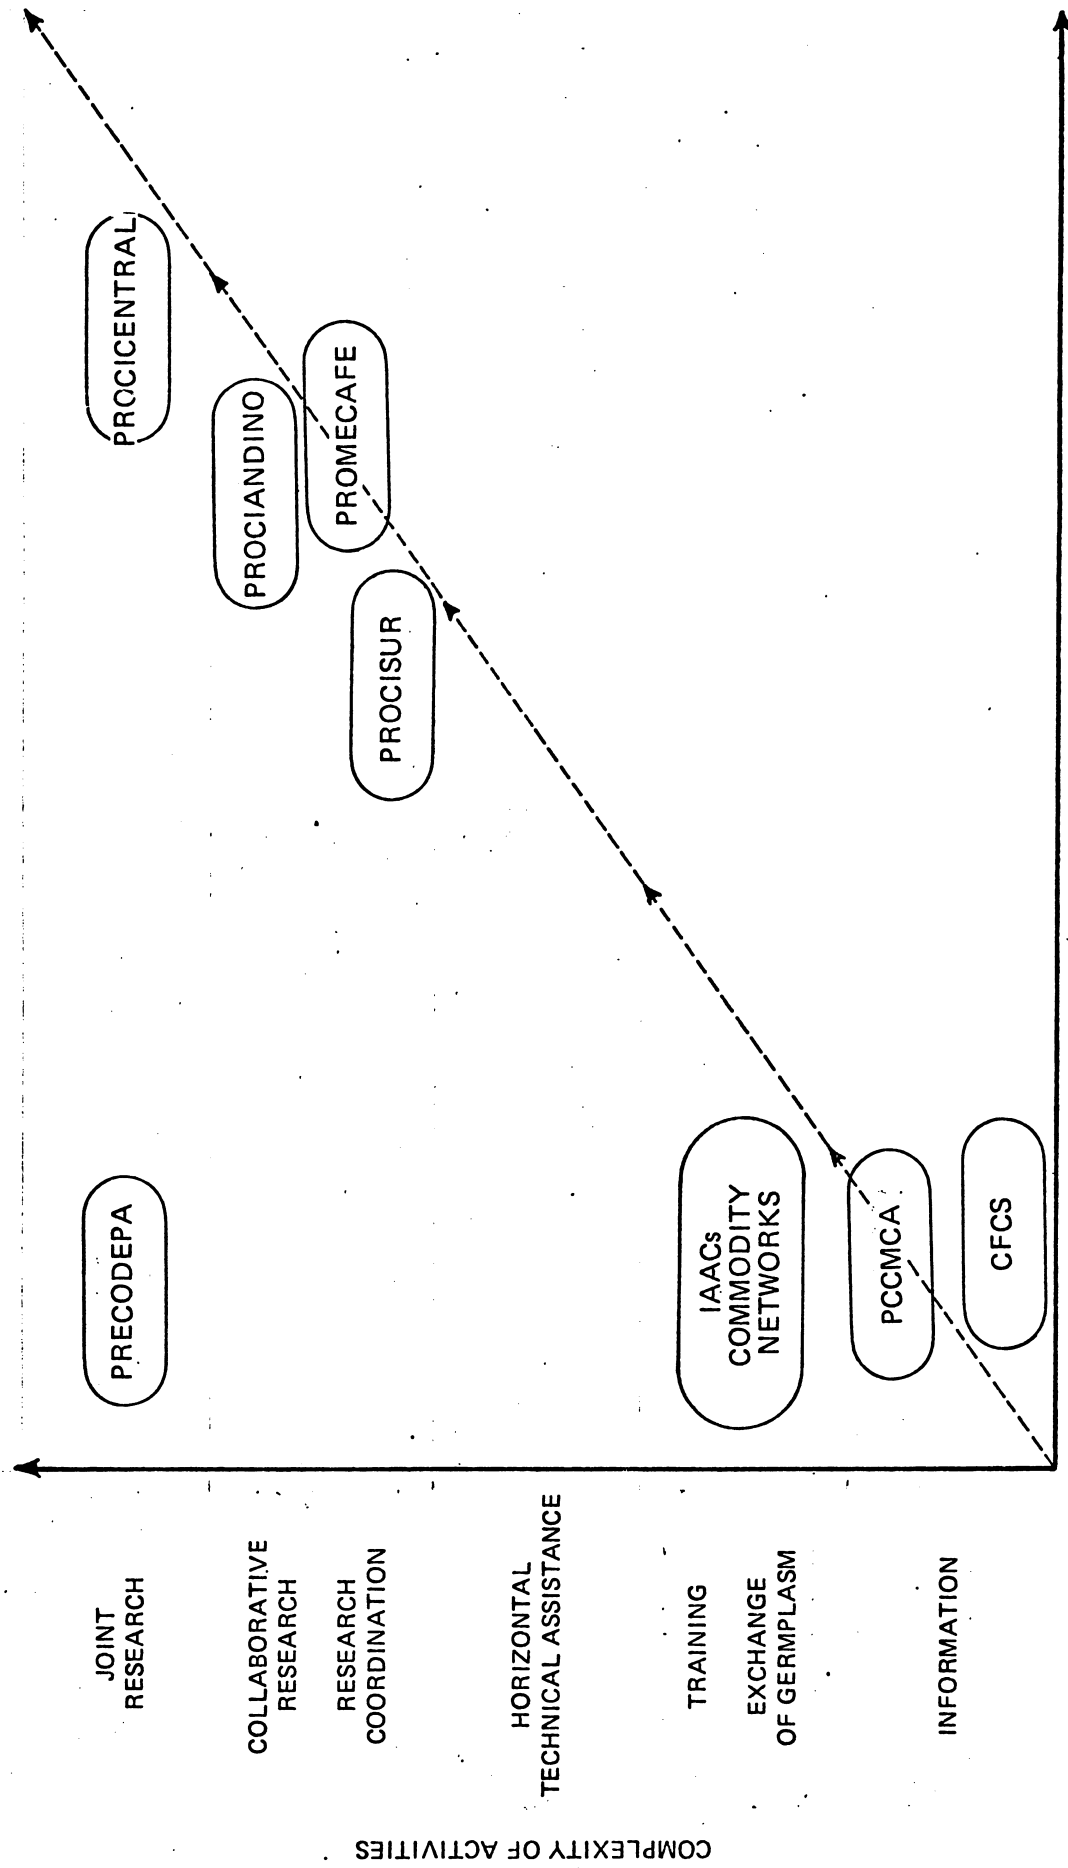 COMPLEXITY OF ACTIVITIES
JOINT
RESEARCH
COLLABORATIVE
RESEARCH
RESEARCH
COORDINATION
HORIZONTAL
TECHNICAL ASSISTANCE
TRAINING
EXCHANGE
OF GERMPLASM
INFORMATION
PRECODEPA
PROCICENTRAL
PROCIANDINO
PROMECAFE
PROCISUR
IAACs
COMMODITY
NETWORKS
PCCMCA
CFCS